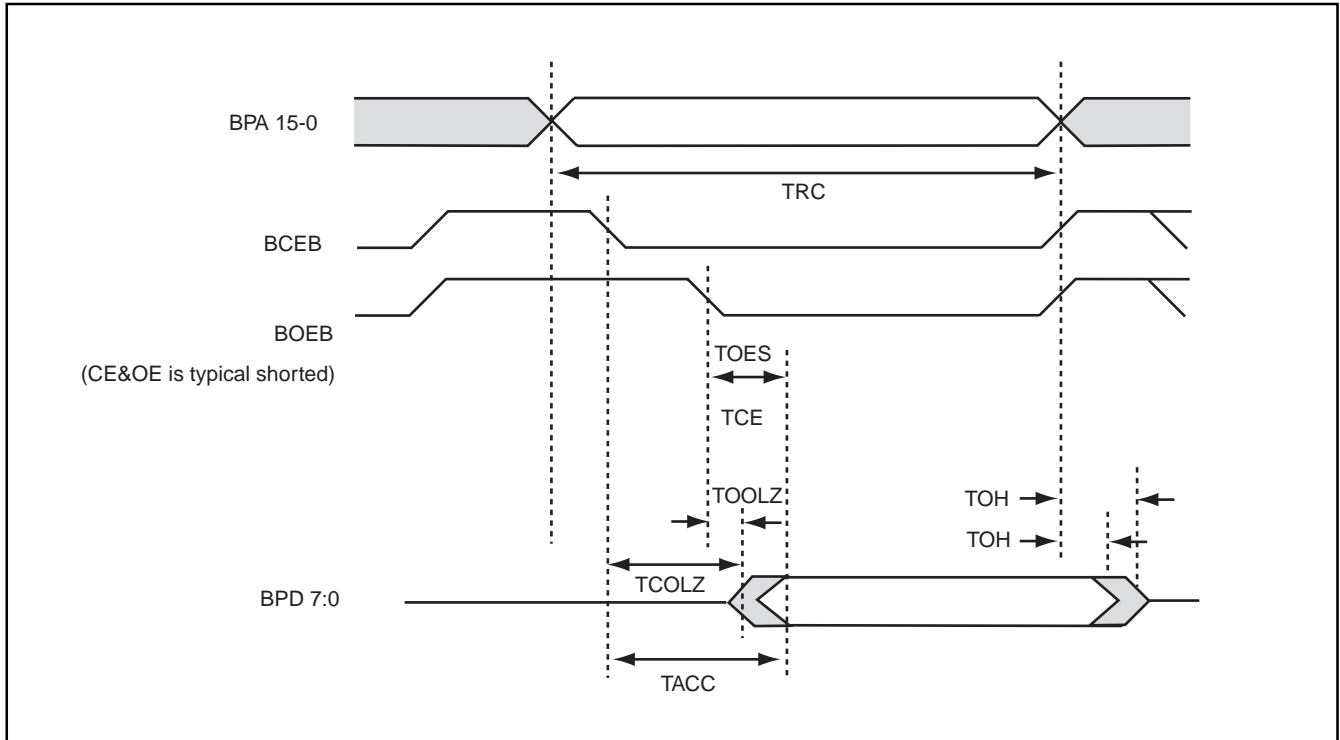 BPA 15-0
TRC
BCEB
BOEB
(CE&OE is typical shorted)
TOES
TCE
TOOLZ
TOH
TOH
TCOLZ
BPD 7:0
TACC